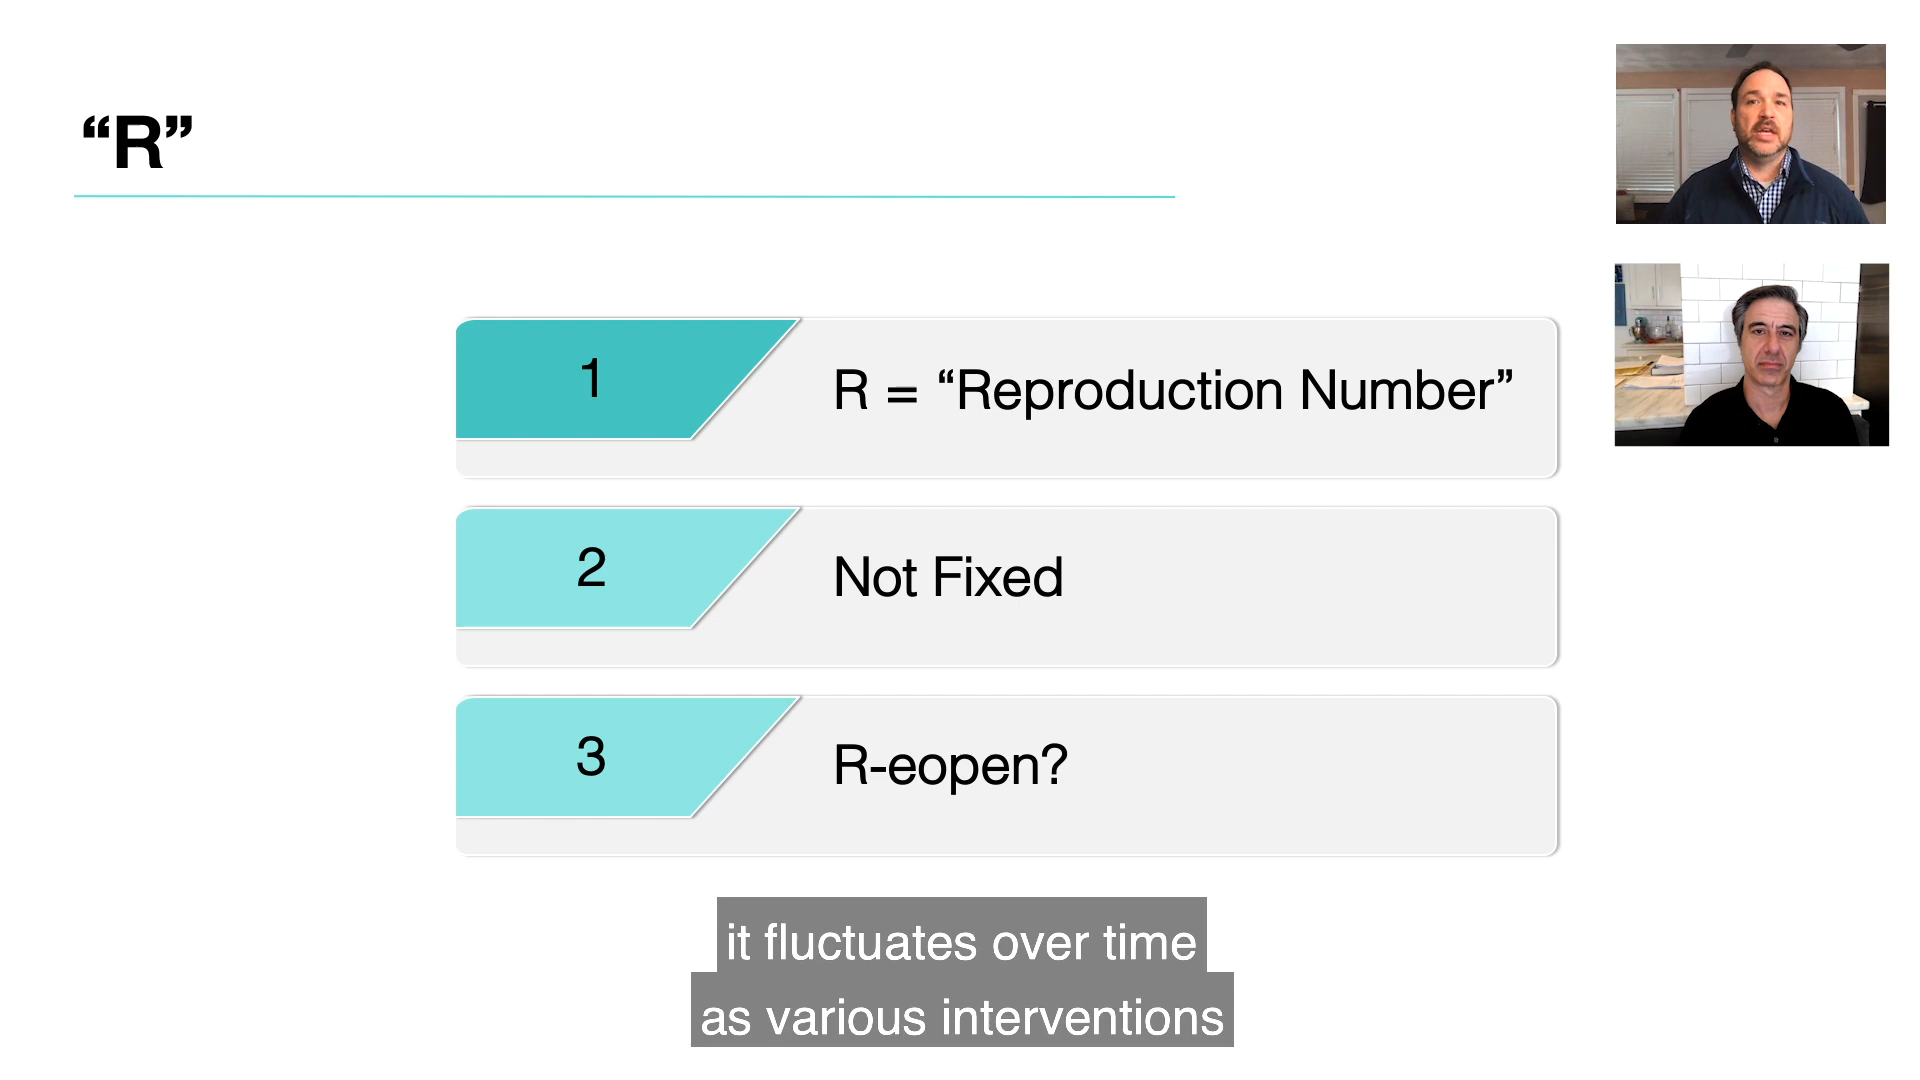 “R”
1
R = “Reproduction Number”
2
Not Fixed
3
R-eopen?
it fluctuates over time
as various interventions